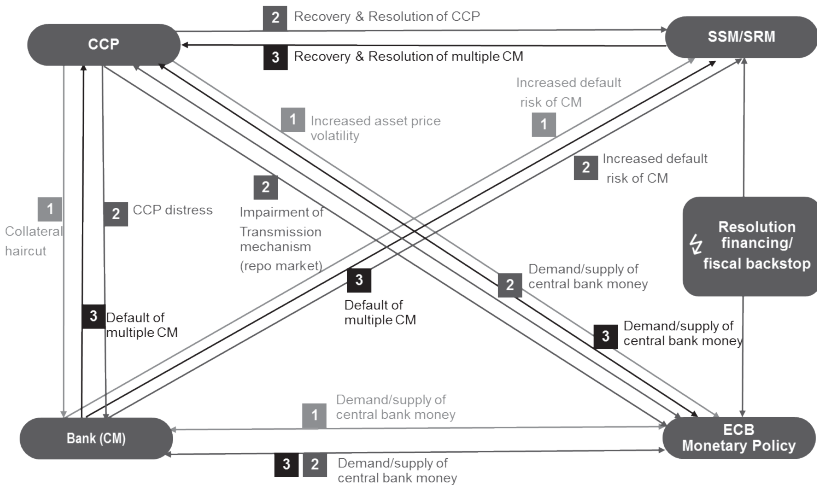 CCP
2 Recovery & Resolution of CCP
3 Recovery & Resolution of multiple CM
SSM/SRM
1 Increased asset price
volatility
Increased default
risk of CM
1
2 Increased default
risk of CM
1
Collateral
haircut
2 CCP distress
2
Impairment of
Transmission
mechanism
(repo market)
Resolution
financing/
fiscal backstop
3
Default of
multiple CM
2 Demand/supply of
central bank money
3 Default of
multiple CM
3 Demand/supply of
central bank money
Bank (CM)
1 Demand/supply of
central bank money
3 2 Demand/supply of
central bank money
ECB
Monetary Policy